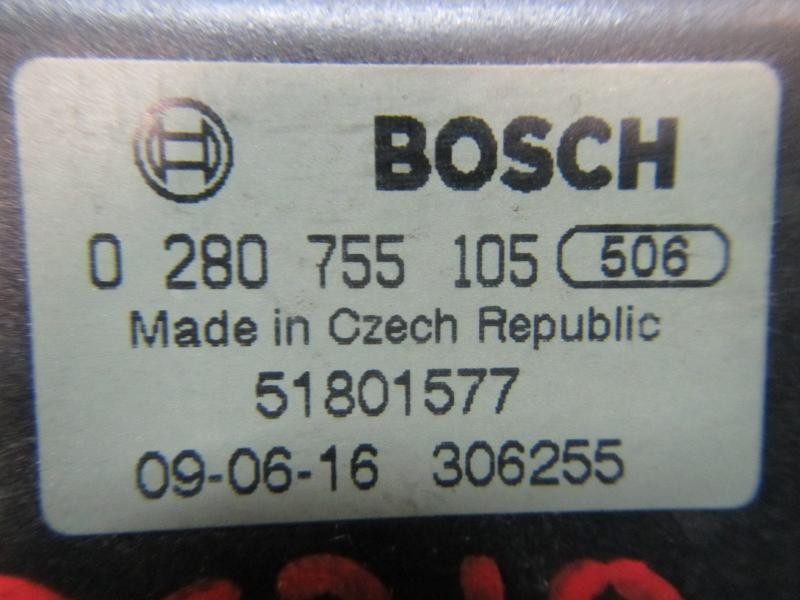 BOSCH
0 280 755 105 506
Made in Czech Republic
51801577
09-06-16 306255